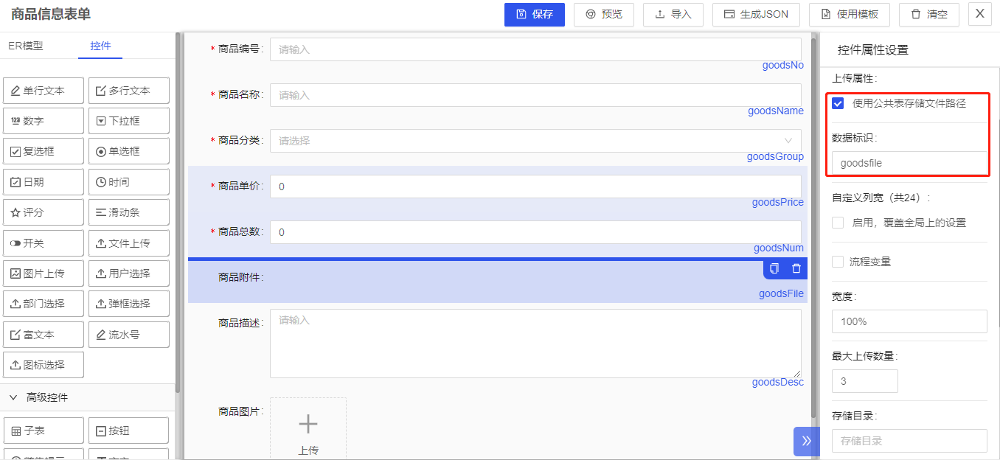 商品信息表单
保存
预览
导入
生成JSON
使用模板
清空
X
ER模型
控件
单行文本
多行文本
数字
下拉框
复选框
单选框
日期
时间
评分
滑动条
开关
文件上传
图片上传
用户选择
部门选择
弹框选择
富文本
流水号
图标选择
高级控件
子表
按钮
* 商品编号:
请输入
goodsNo
* 商品名称:
请输入
goodsName
* 商品分类:
请选择
goodsGroup
* 商品单价:
0
goodsPrice
* 商品总数:
0
goodsNum
商品附件:
goodsFile
商品描述:
请输入
goodsDesc
商品图片:
上传
控件属性设置
上传属性:
使用公共表存储文件路径
数据标识:
goodsfile
自定义列宽（共24）:
启用，覆盖全局上的设置
流程变量
宽度:
100%
最大上传数量:
3
存储目录:
存储目录